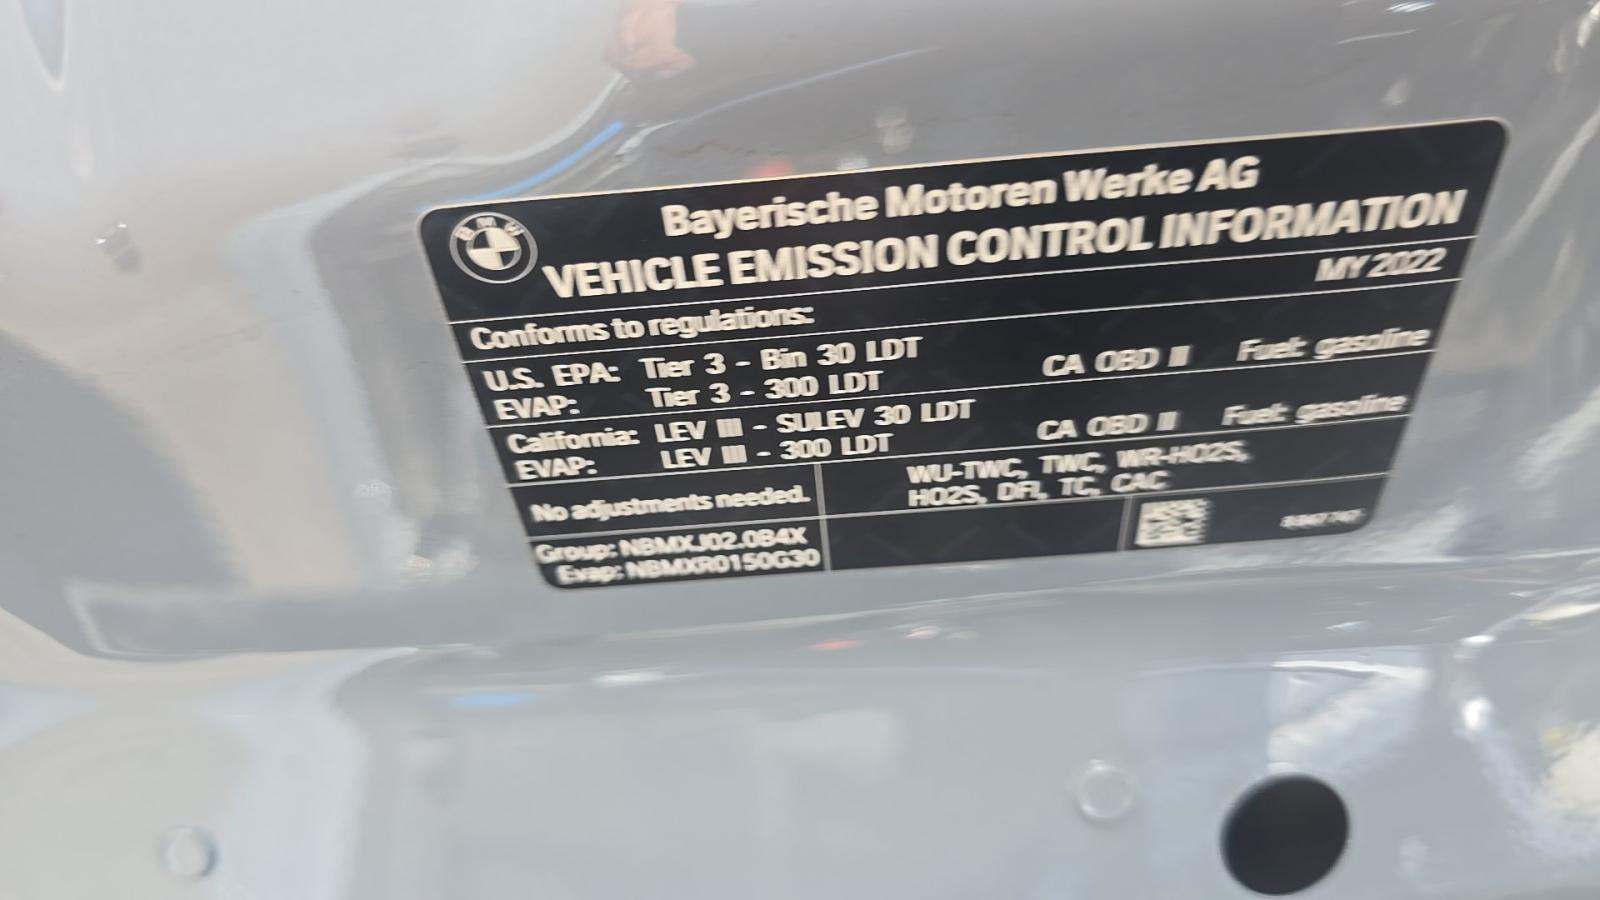 BMW
Bayerische Motoren Werke AG
VEHICLE EMISSION CONTROL INFORMATION
MY 2022
Conforms to regulations:
U.S. EPA: Tier 3 - Bin 30 LDT CA OBD II Fuel: gasoline
EVAP: Tier 3 - 300 LDT
California: LEV III - SULEV 30 LDT CA OBD II Fuel: gasoline
EVAP: LEV III - 300 LDT
No adjustments needed.
WU-TWC, TWC, WR-HO2S,
HO2S, DFI, TC, CAC
Group: NBMXJ02.0B4X
Evap: NBMXR0150G30